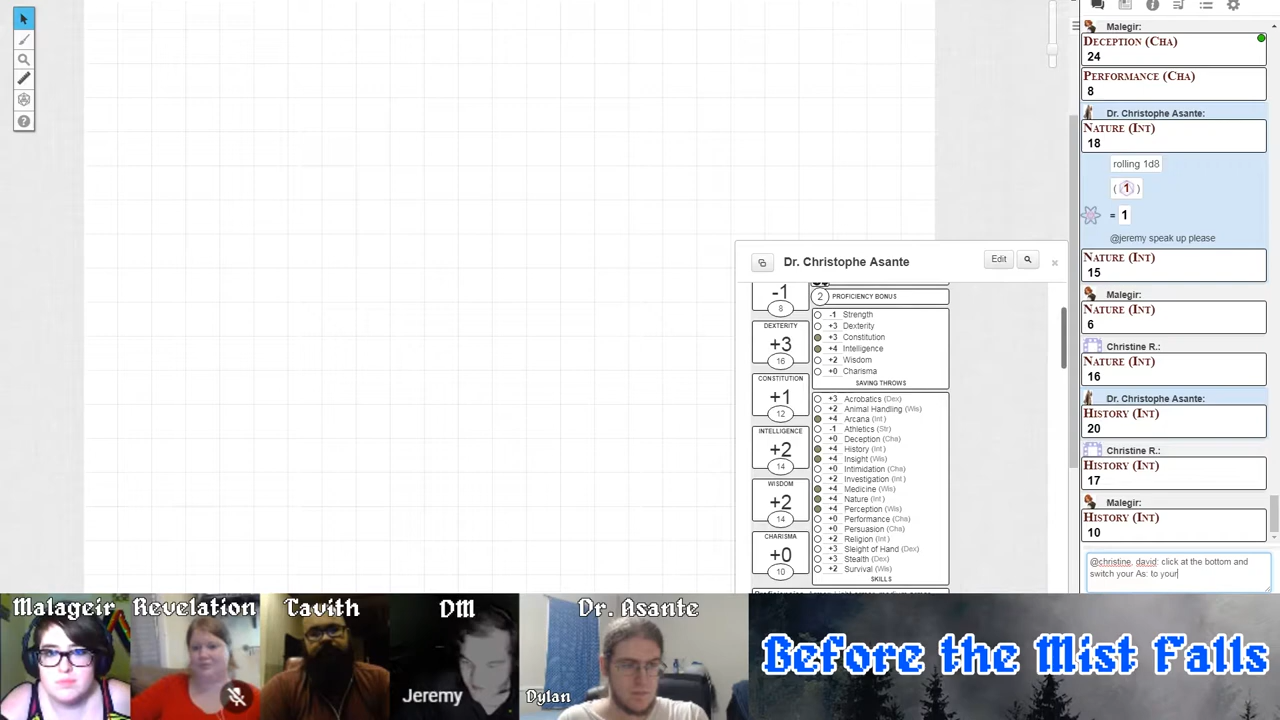 Malegir:
DECEPTION (CHA)
24
PERFORMANCE (CHA)
8
Dr. Christophe Asante:
NATURE (INT)
18
rolling 1d8
(1)
= 1
@jeremy speak up please
NATURE (INT)
15
Malegir:
NATURE (INT)
6
Christine R.:
NATURE (INT)
16
Dr. Christophe Asante:
HISTORY (INT)
20
Christine R.:
HISTORY (INT)
17
Malegir:
HISTORY (INT)
10
@christine, david: click at the bottom and
switch your As: to your
Dr. Christophe Asante
Edit
-1
8
DEXTERITY
+3
16
CONSTITUTION
+1
12
INTELLIGENCE
+2
14
WISDOM
+2
14
CHARISMA
+0
10
2 PROFICIENCY BONUS
-1 Strength
+3 Dexterity
+3 Constitution
+4 Intelligence
+2 Wisdom
+0 Charisma
SAVING THROWS
+3 Acrobatics (Dex)
+2 Animal Handling (Wis)
+4 Arcana (Int)
-1 Athletics (Str)
+0 Deception (Cha)
+4 History (Int)
+4 Insight (Wis)
+0 Intimidation (Cha)
+2 Investigation (Int)
+4 Medicine (Wis)
+4 Nature (Int)
+4 Perception (Wis)
+0 Performance (Cha)
+0 Persuasion (Cha)
+2 Religion (Int)
+3 Sleight of Hand (Dex)
+3 Stealth (Dex)
+2 Survival (Wis)
SKILLS
Malageir
Revelation
Tavith
DM
Jeremy
Dr. Asante
Dylan
Before the Mist Falls